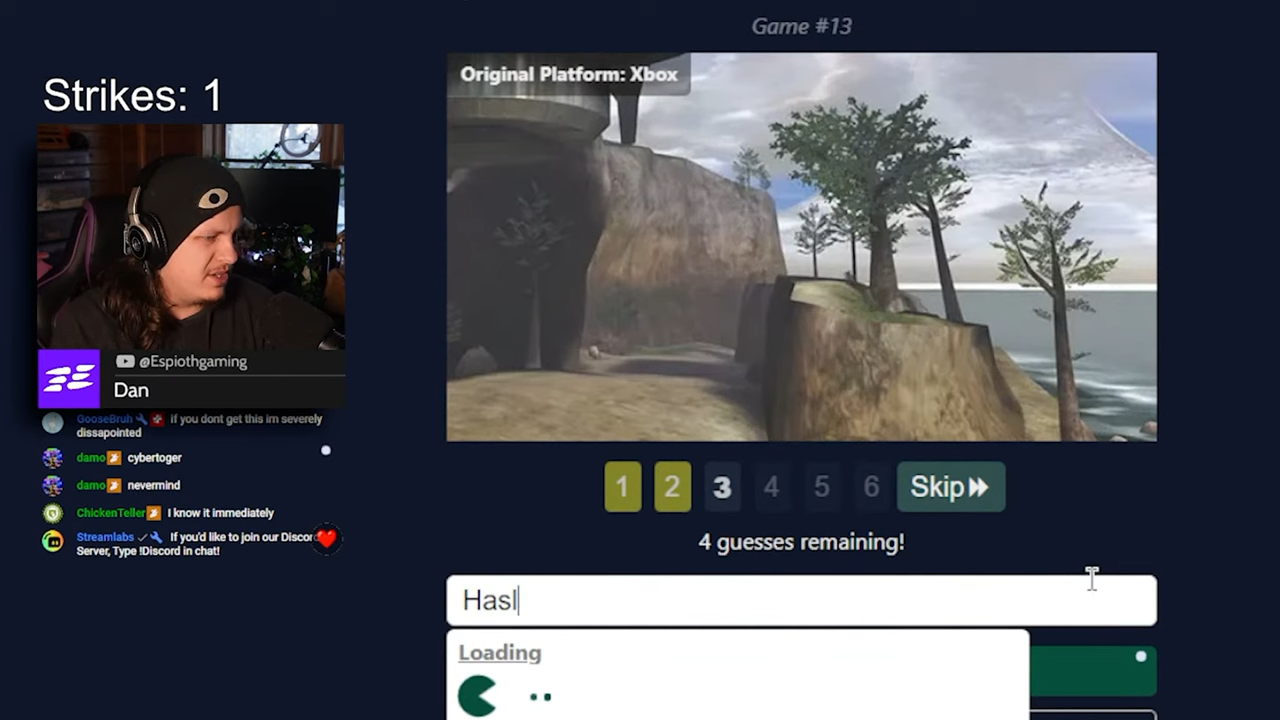 Game #13
Original Platform: Xbox
Strikes: 1
@Espiothgaming
Dan
GooseBruh if you dont get this im severely
dissapointed
damo cybertoger
damo nevermind
ChickenTeller I know it immediately
Streamlabs If you'd like to join our Discor
Server, Type !Discord in chat!
1 2 3 4 5 6 Skip
4 guesses remaining!
Hasl
Loading